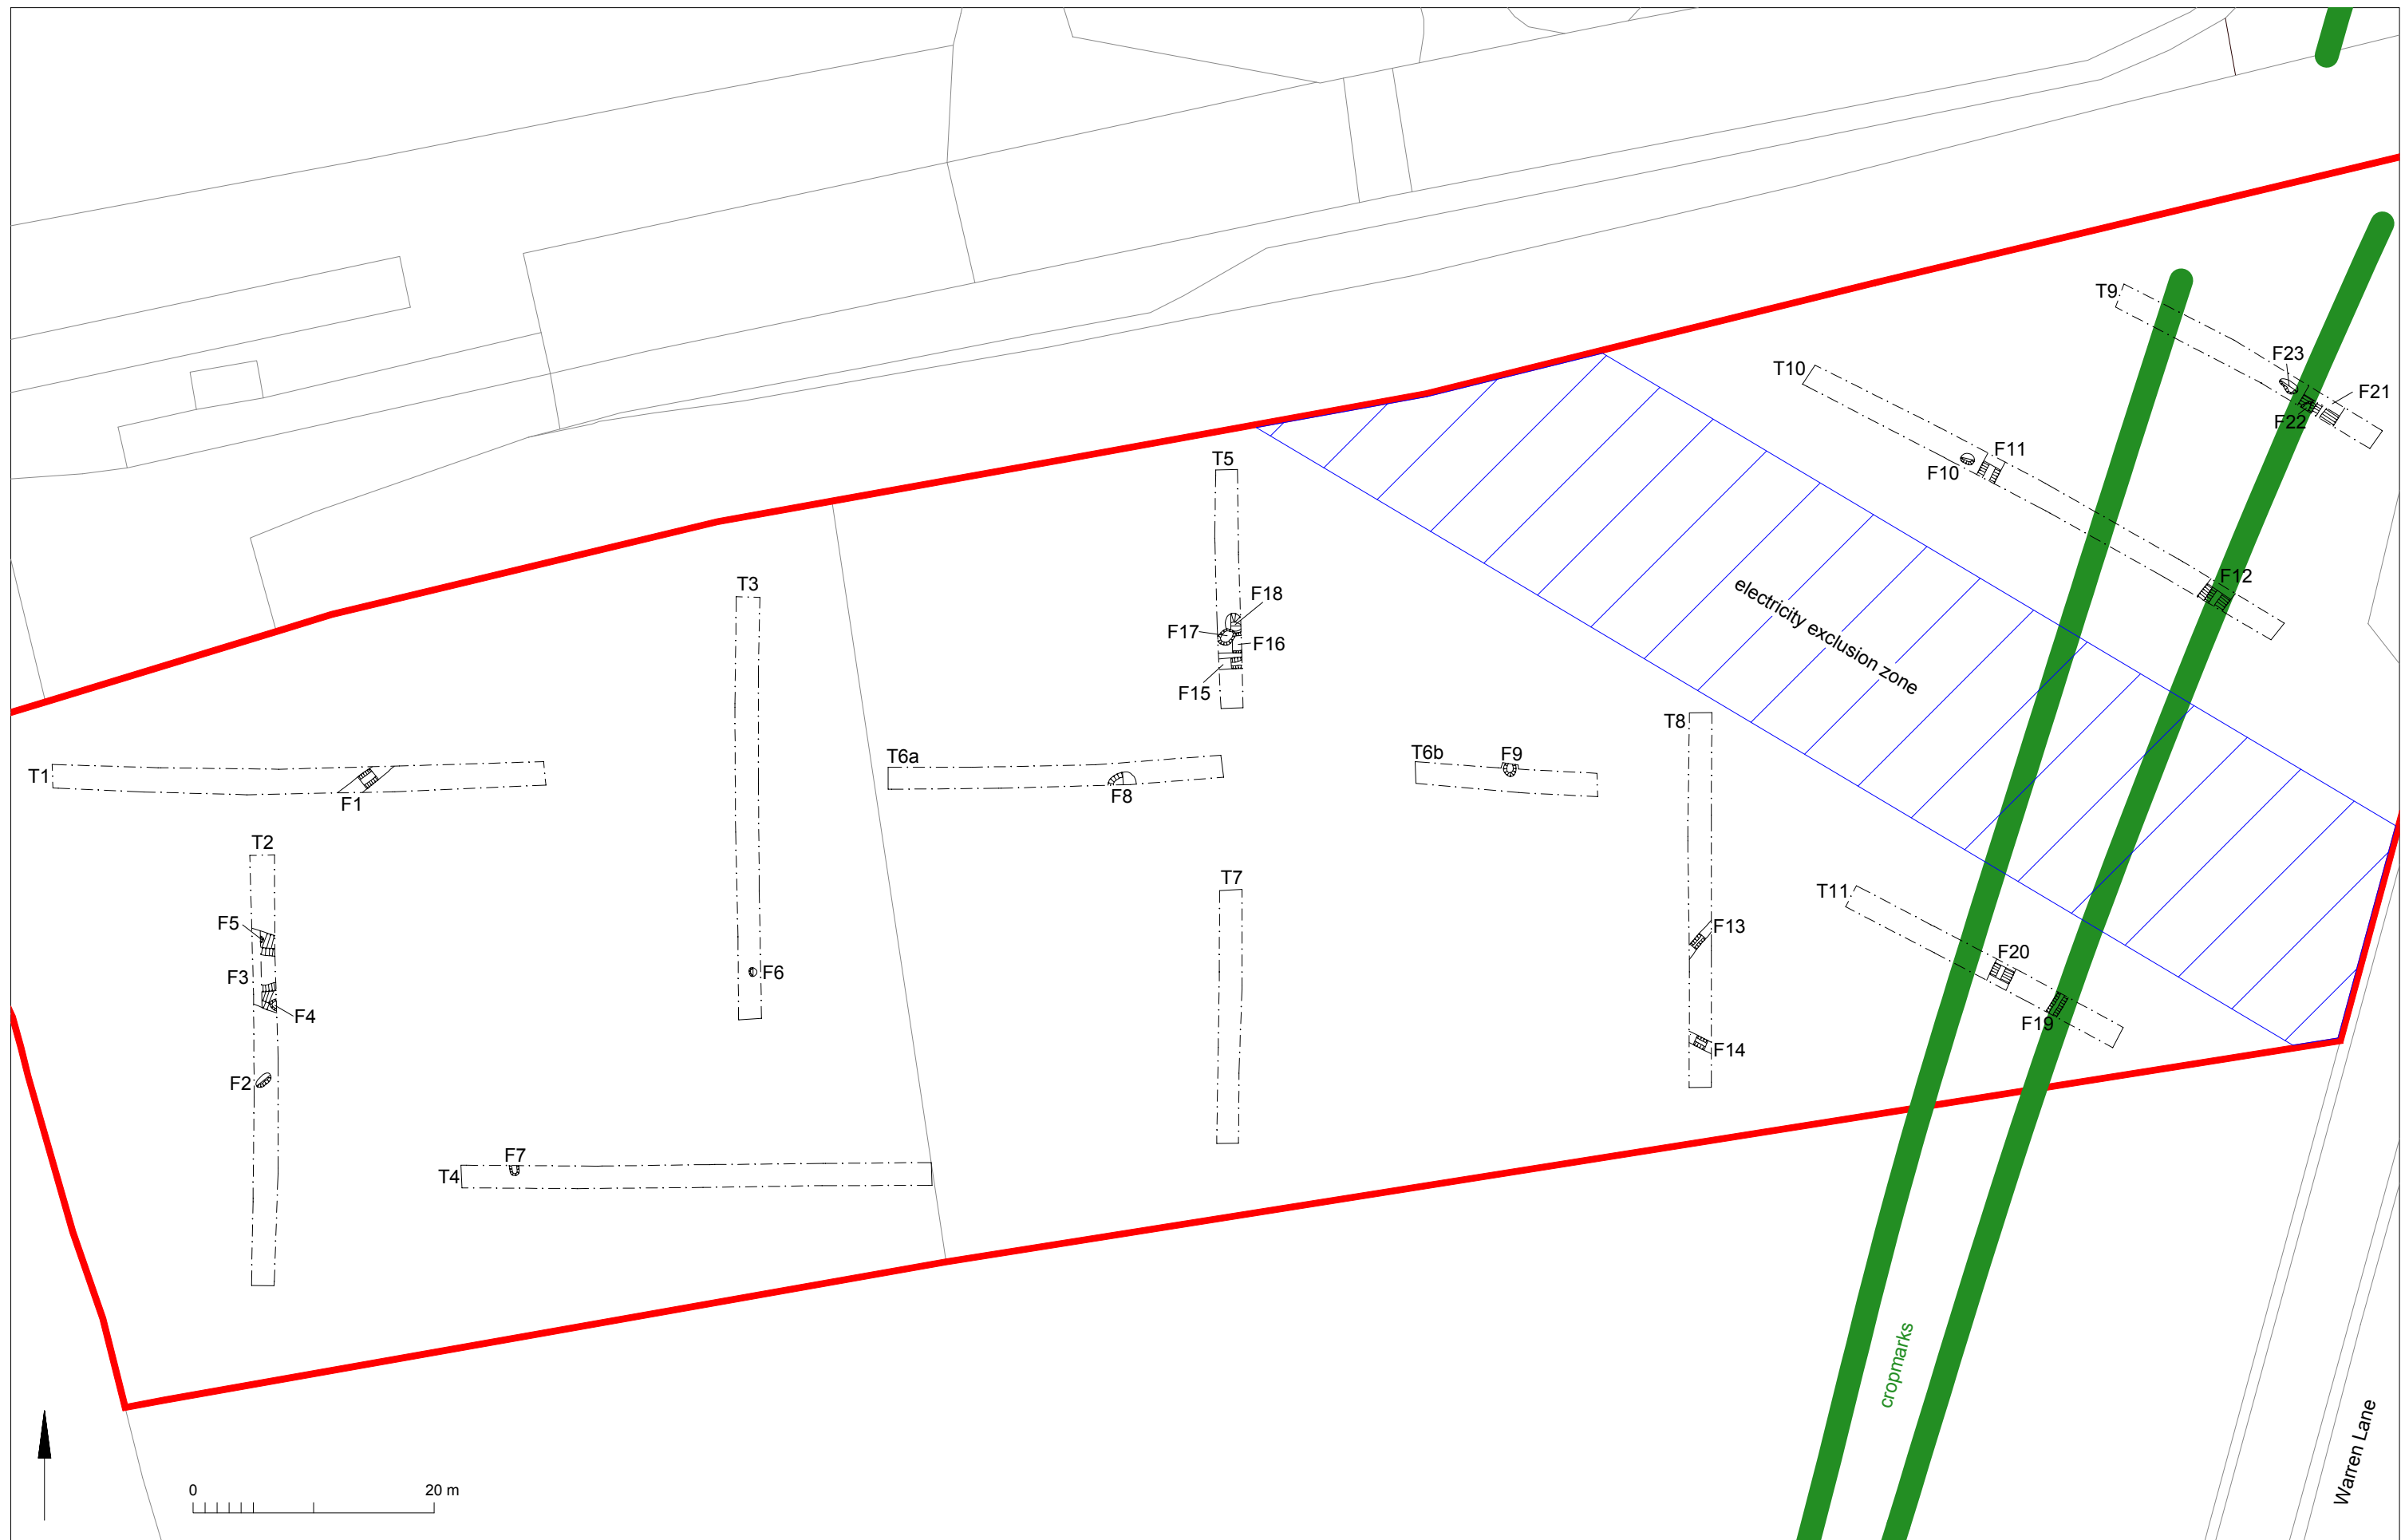 T9
F23
F21
F22
T10
F11
F10
T5
F12
T3
F18
electricity exclusion zone
F17
F16
F15
T8
T6a
T6b
F9
T1
F1
F8
T2
T7
T11
F5
F13
F20
F3
F6
F4
F19
F14
F2
F7
T4
cropmarks
Warren Lane
0
20 m